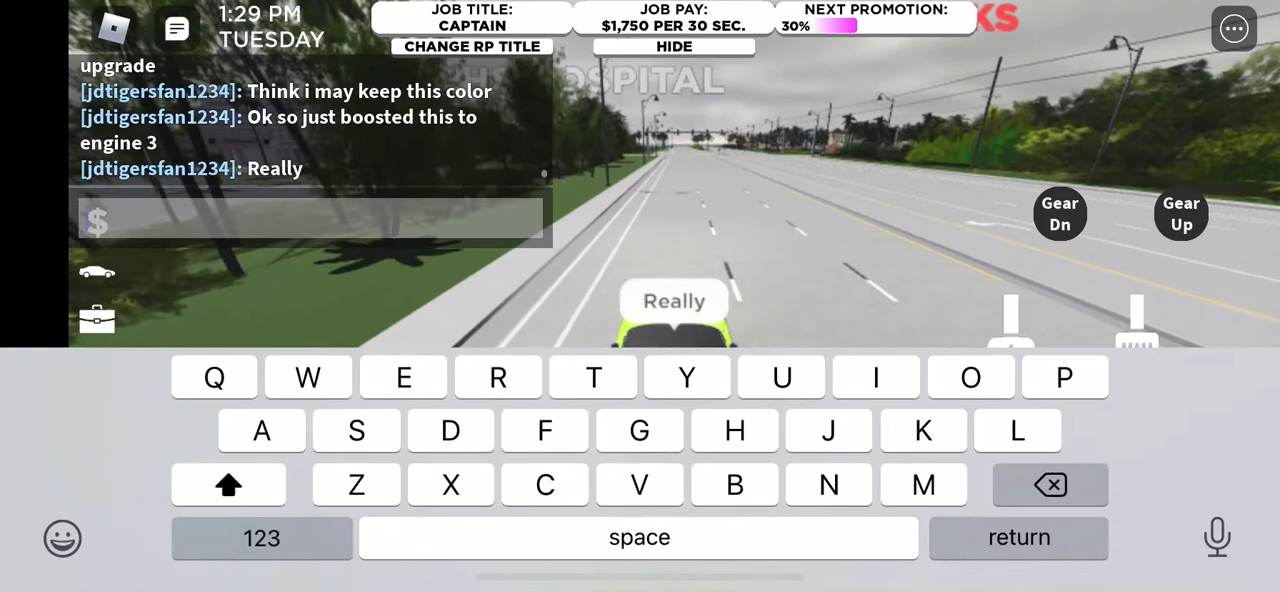 1:29 PM
TUESDAY
JOB TITLE:
CAPTAIN
JOB PAY:
$1,750 PER 30 SEC.
NEXT PROMOTION:
30%
KS
CHANGE RP TITLE
HIDE
OSPITAL
upgrade
[jdtigersfan1234]: Think i may keep this color
[jdtigersfan1234]: Ok so just boosted this to
engine 3
[jdtigersfan1234]: Really
$
Gear
Dn
Gear
Up
Really
Q W E R T Y U I O P
A S D F G H J K L
Z X C V B N M
123 space return